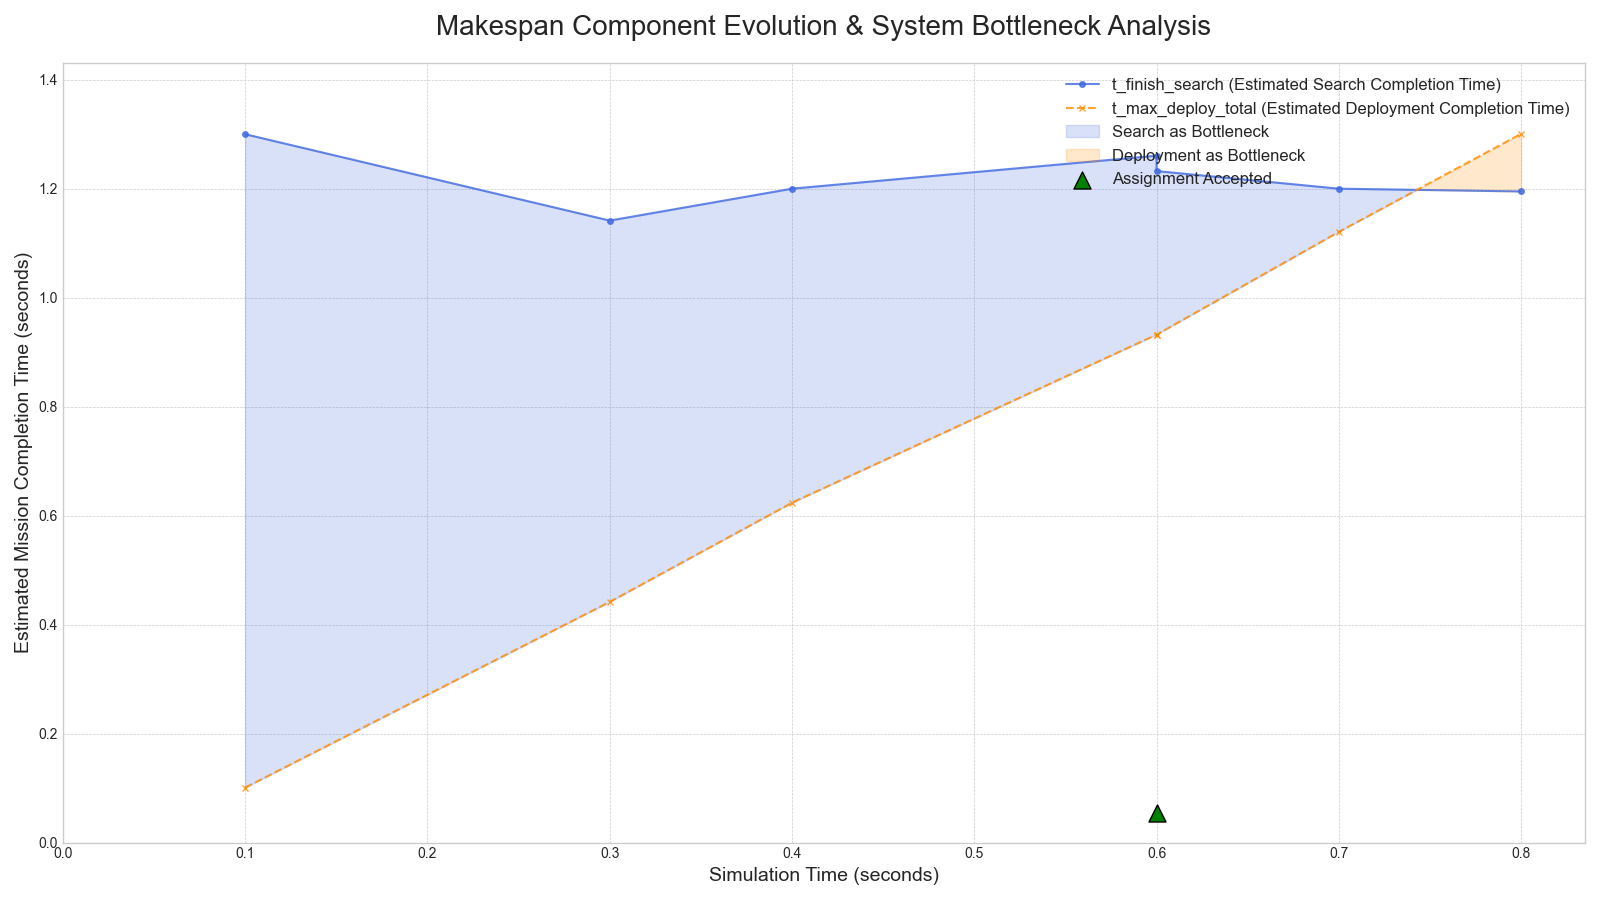 Makespan Component Evolution & System Bottleneck Analysis
t_finish_search (Estimated Search Completion Time)
t_max_deploy_total (Estimated Deployment Completion Time)
Search as Bottleneck
Deployment as Bottleneck
Assignment Accepted
Estimated Mission Completion Time (seconds)
1.4
1.2
1.0
0.8
0.6
0.4
0.2
0.0
0.0 0.1 0.2 0.3 0.4 0.5 0.6 0.7 0.8
Simulation Time (seconds)